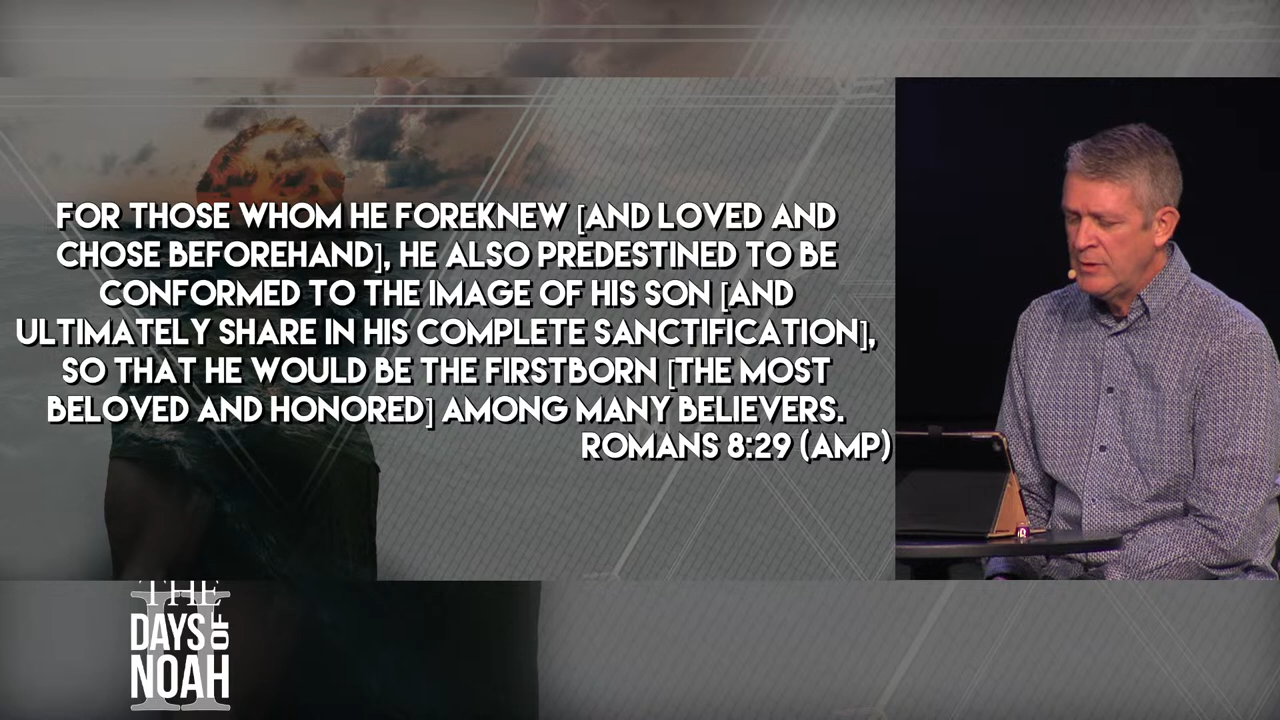 FOR THOSE WHOM HE FOREKNEW [AND LOVED AND
CHOSE BEFOREHAND], HE ALSO PREDESTINED TO BE
CONFORMED TO THE IMAGE OF HIS SON [AND
ULTIMATELY SHARE IN HIS COMPLETE SANCTIFICATION],
SO THAT HE WOULD BE THE FIRSTBORN [THE MOST
BELOVED AND HONORED] AMONG MANY BELIEVERS.
ROMANS 8:29 (AMP)
THE
II
DAYS OF
NOAH